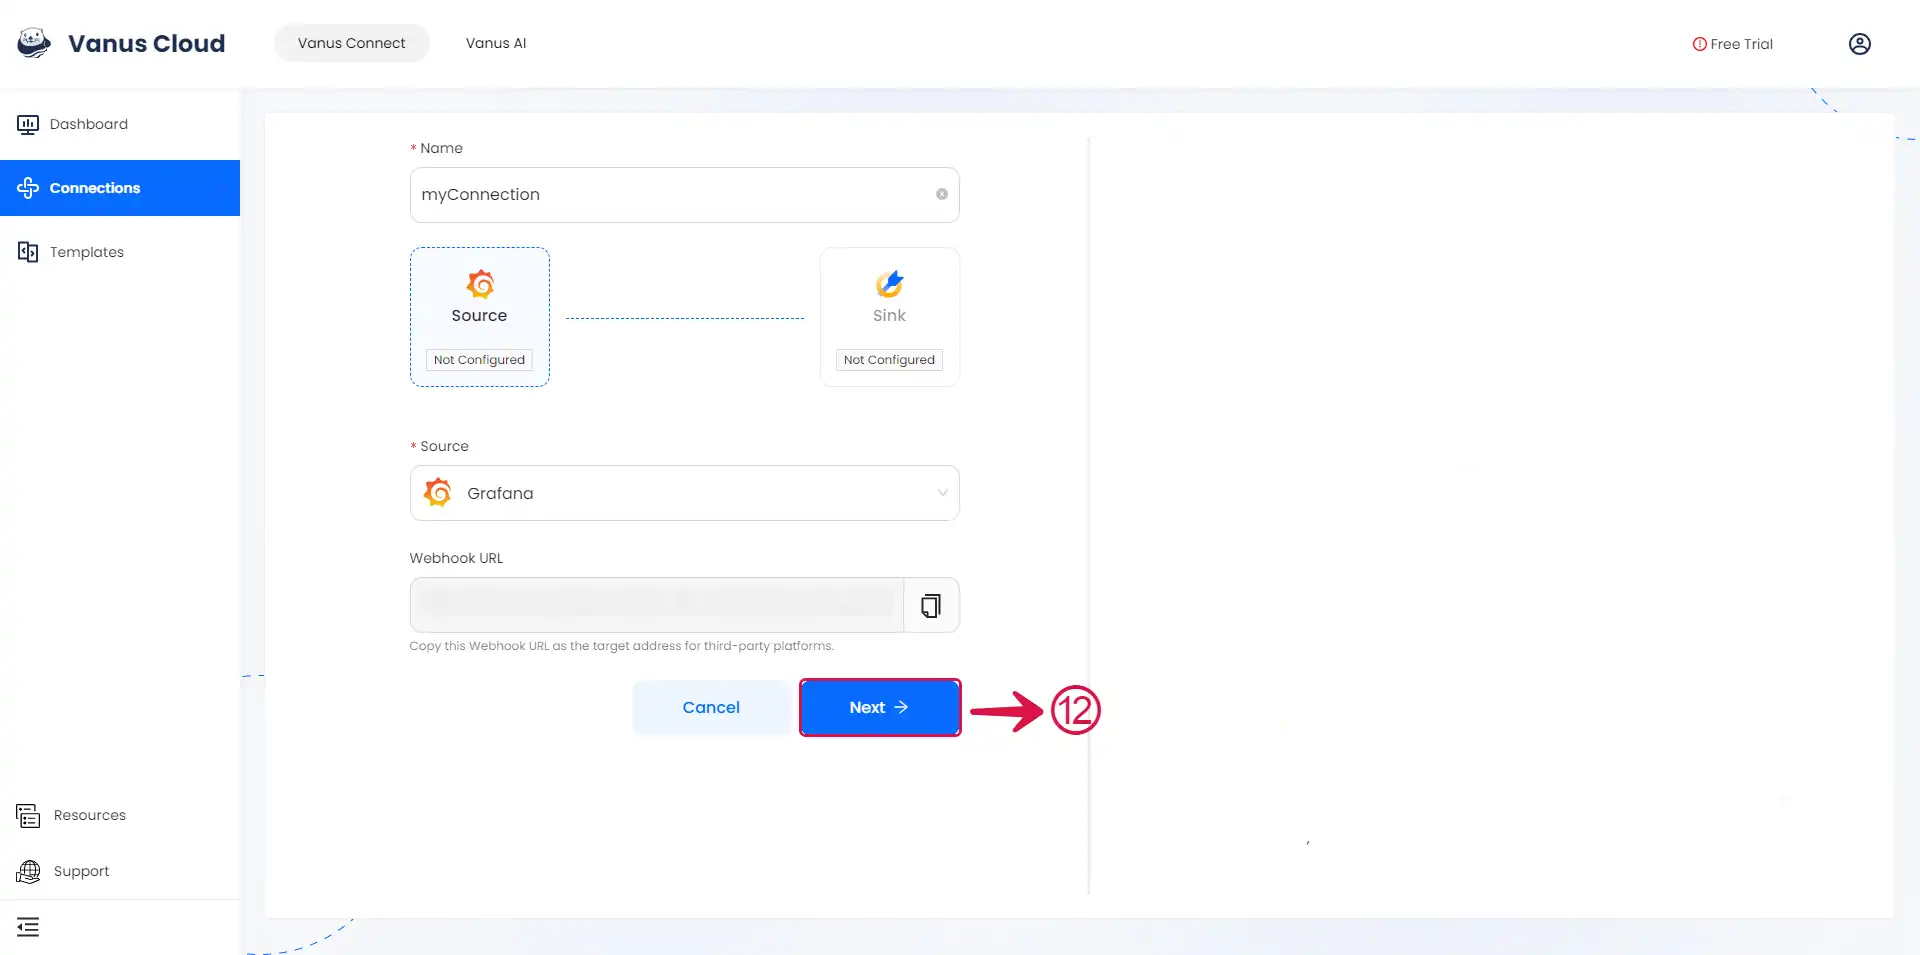 Vanus Cloud
Vanus Connect
Vanus AI
Free Trial
Dashboard
Connections
Templates
Resources
Support
* Name
myConnection
Source
Not Configured
Sink
Not Configured
* Source
Grafana
Webhook URL
Copy this Webhook URL as the target address for third-party platforms.
Cancel
Next →
12